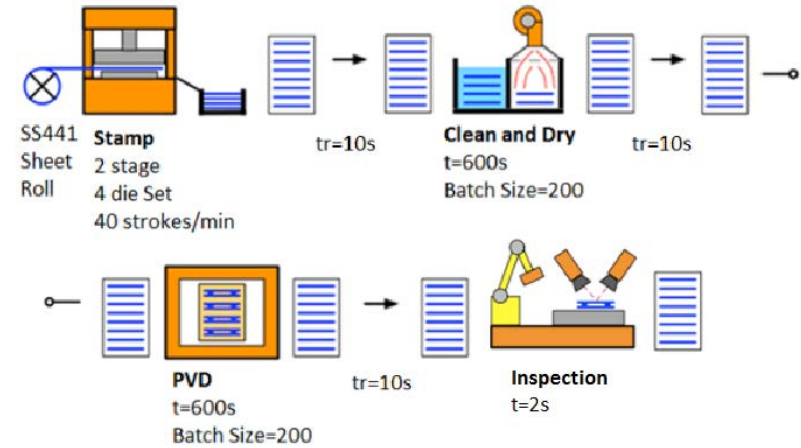 SS441
Sheet
Roll
Stamp
2 stage
4 die Set
40 strokes/min
tr=10s
Clean and Dry
t=600s
Batch Size=200
tr=10s
PVD
t=600s
Batch Size=200
tr=10s
Inspection
t=2s